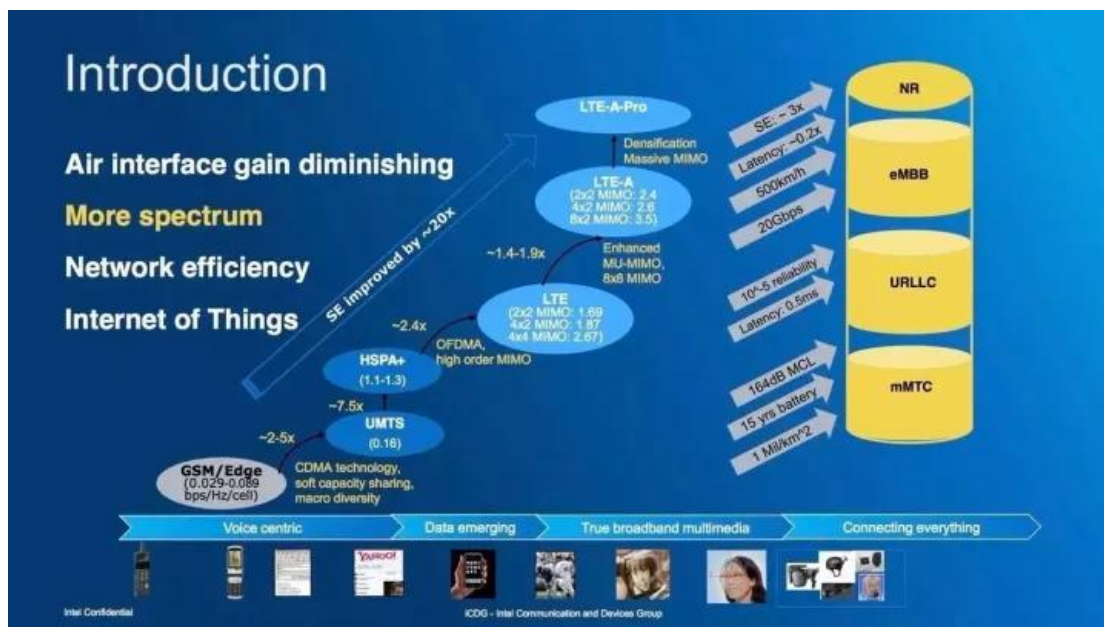 Introduction
Air interface gain diminishing
More spectrum
Network efficiency
Internet of Things
SE improved by ~20x
LTE-A-Pro
Densification
Massive MIMO
LTE-A
(2x2 MIMO: 2.4
4x2 MIMO: 2.6
8x2 MIMO: 3.5)
~1.4-1.9x
Enhanced
MU-MIMO,
8x8 MIMO
LTE
(2x2 MIMO: 1.69
4x2 MIMO: 1.87
4x4 MIMO: 2.67)
~2.4x
OFDMA,
high order MIMO
HSPA+
(1.1-1.3)
~7.5x
UMTS
(0.16)
~2-5x
GSM/Edge
(0.029-0.089
bps/Hz/cell)
CDMA technology,
soft capacity sharing,
macro diversity
SE: ~ 3x
Latency: ~0.2x
500km/h
20Gbps
10^-5 reliability
Latency: 0.5ms
164dB MCL
15 yrs battery
1 Mil/km^2
NR
eMBB
URLLC
mMTC
Voice centric
Data emerging
True broadband multimedia
Connecting everything
YAHOO!
Intel Confidential
iCDG - Intel Communication and Devices Group